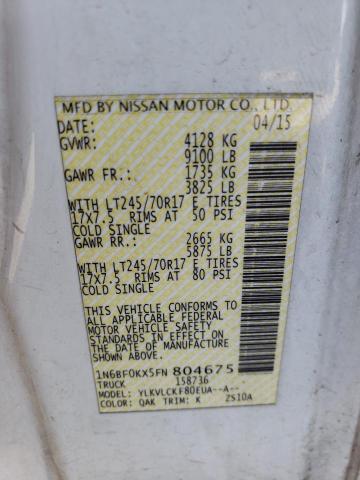 MFD BY NISSAN MOTOR CO., LTD.
DATE: 04/15
GVWR: 4128 KG
9100 LB
GAWR FR.: 1735 KG
3825 LB
WITH LT245/70R17 E TIRES
17X7.5 RIMS AT 50 PSI
COLD SINGLE
GAWR RR.: 2665 KG
5875 LB
WITH LT245/70R17 E TIRES
17X7.5 RIMS AT 80 PSI
COLD SINGLE
THIS VEHICLE CONFORMS TO
ALL APPLICABLE FEDERAL
MOTOR VEHICLE SAFETY STANDARDS
IN EFFECT ON THE DATE OF
MANUFACTURE SHOWN ABOVE.
1N6BF0KX5FN 804675
TRUCK 158736
MODEL: YLKVLCKF80EUA--A--
COLOR: QAK TRIM: K ZS10A